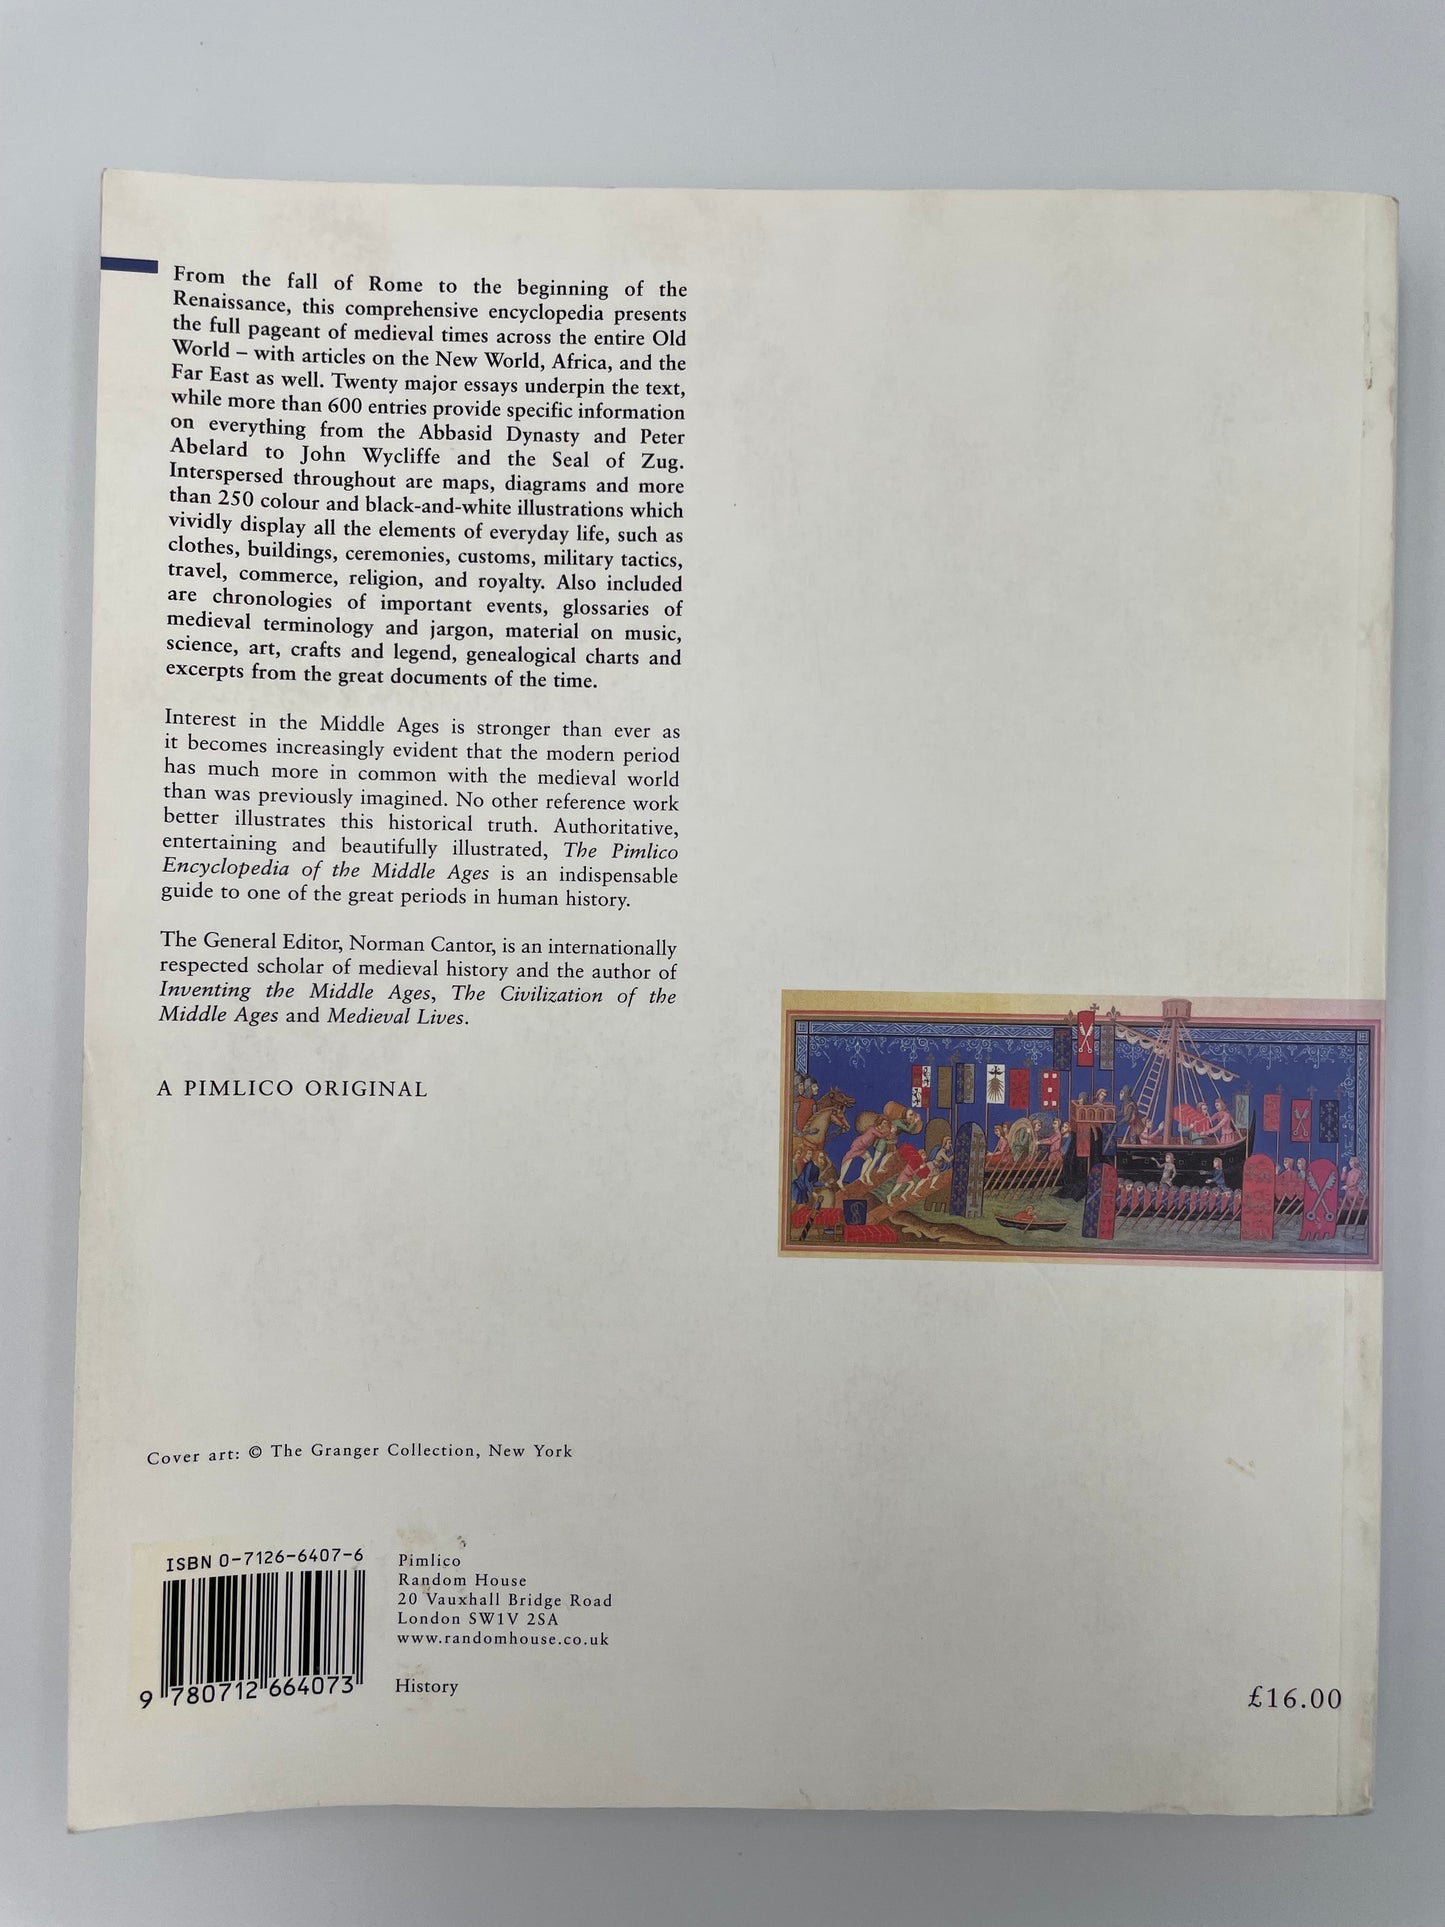 From the fall of Rome to the beginning of the
Renaissance, this comprehensive encyclopedia presents
the full pageant of medieval times across the entire Old
World – with articles on the New World, Africa, and the
Far East as well. Twenty major essays underpin the text,
while more than 600 entries provide specific information
on everything from the Abbasid Dynasty and Peter
Abelard to John Wycliffe and the Seal of Zug.
Interspersed throughout are maps, diagrams and more
than 250 colour and black-and-white illustrations which
vividly display all the elements of everyday life, such as
clothes, buildings, ceremonies, customs, military tactics,
travel, commerce, religion, and royalty. Also included
are chronologies of important events, glossaries of
medieval terminology and jargon, material on music,
science, art, crafts and legend, genealogical charts and
excerpts from the great documents of the time.
Interest in the Middle Ages is stronger than ever as
it becomes increasingly evident that the modern period
has much more in common with the medieval world
than was previously imagined. No other reference work
better illustrates this historical truth. Authoritative,
entertaining and beautifully illustrated, The Pimlico
Encyclopedia of the Middle Ages is an indispensable
guide to one of the great periods in human history.
The General Editor, Norman Cantor, is an internationally
respected scholar of medieval history and the author of
Inventing the Middle Ages, The Civilization of the
Middle Ages and Medieval Lives.
A PIMLICO ORIGINAL
Cover art: © The Granger Collection, New York
ISBN 0-7126-6407-6
9 780712 664073
Pimlico
Random House
20 Vauxhall Bridge Road
London SW1V 2SA
www.randomhouse.co.uk
History
£16.00